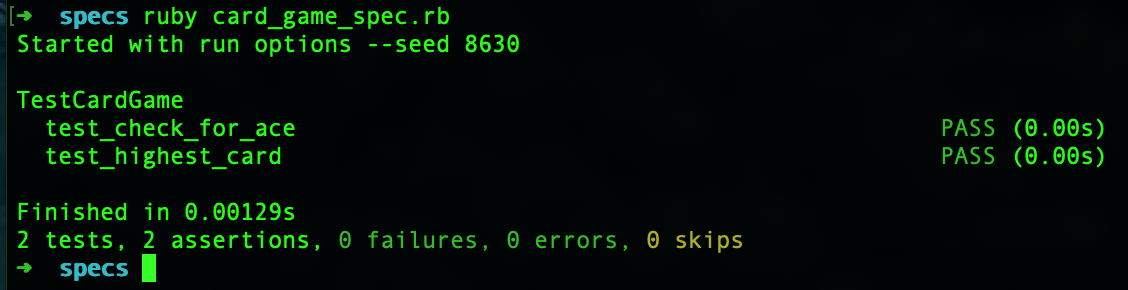 [➜  specs ruby card_game_spec.rb
Started with run options --seed 8630
TestCardGame
test_check_for_ace PASS (0.00s)
test_highest_card PASS (0.00s)
Finished in 0.00129s
2 tests, 2 assertions, 0 failures, 0 errors, 0 skips
➜  specs